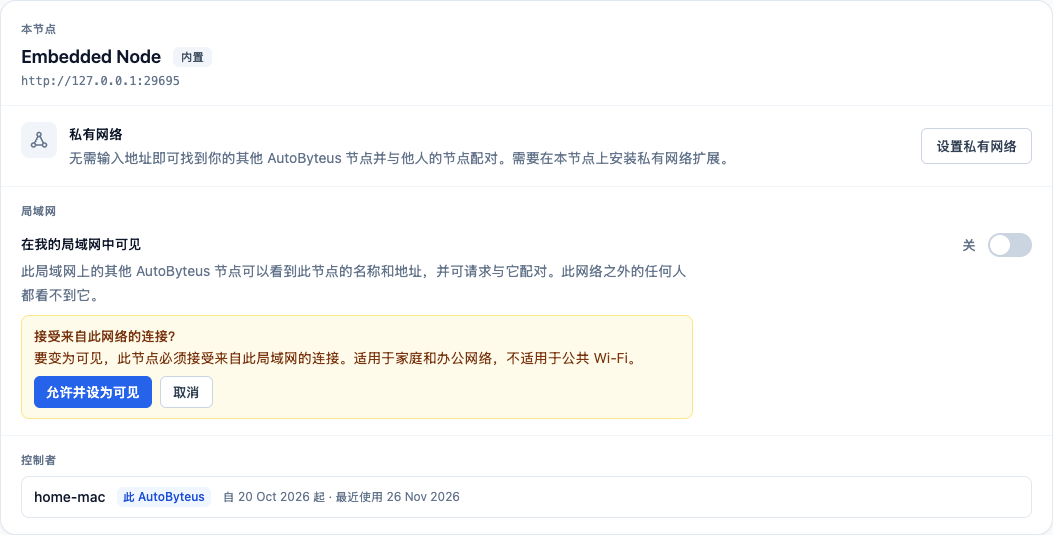 本节点
Embedded Node 内置
http://127.0.0.1:29695
私有网络
无需输入地址即可找到你的其他 AutoByteus 节点并与他人的节点配对。需要在本节点上安装私有网络扩展。
设置私有网络
局域网
在我的局域网中可见
关
此局域网上的其他 AutoByteus 节点可以看到此节点的名称和地址，并可请求与它配对。此网络之外的任何人
都看不到它。
接受来自此网络的连接?
要变为可见，此节点必须接受来自此局域网的连接。适用于家庭和办公网络，不适用于公共 Wi-Fi。
允许并设为可见 取消
控制者
home-mac 此 AutoByteus 自 20 Oct 2026 起 · 最近使用 26 Nov 2026